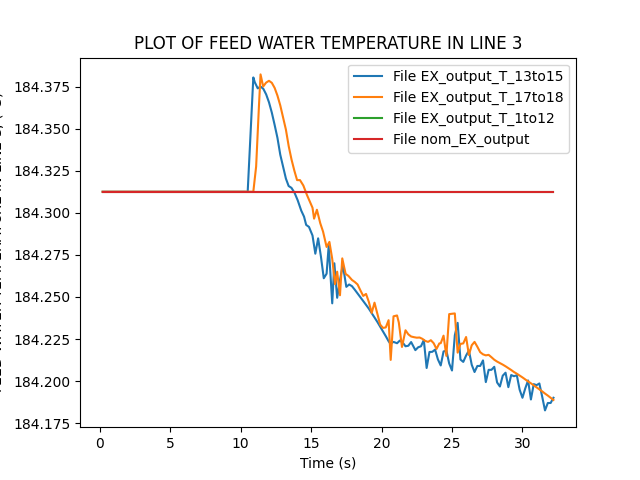 PLOT OF FEED WATER TEMPERATURE IN LINE 3
184.375
184.350
184.325
184.300
184.275
184.250
184.225
184.200
184.175
0 5 10 15 20 25 30
Time (s)
File EX_output_T_13to15
File EX_output_T_17to18
File EX_output_T_1to12
File nom_EX_output